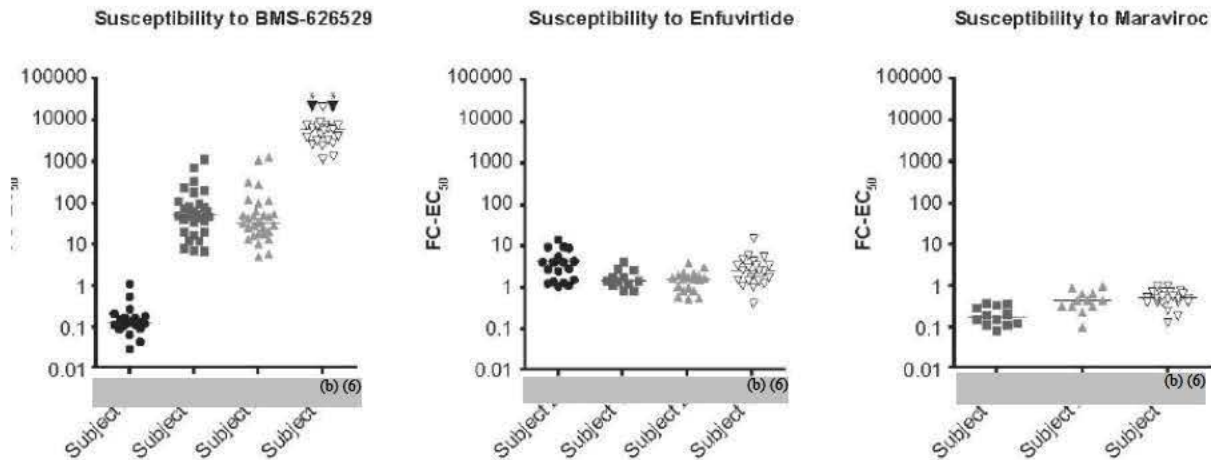 Susceptibility to BMS-626529
100000
10000
1000
100
10
1
0.1
0.01
(b) (6)
Subject
Subject
Subject
Subject
Susceptibility to Enfuvirtide
FC-EC50
100000
10000
1000
100
10
1
0.1
0.01
(b) (6)
Subject
Subject
Subject
Subject
Susceptibility to Maraviroc
FC-EC50
100000
10000
1000
100
10
1
0.1
0.01
(b) (6)
Subject
Subject
Subject